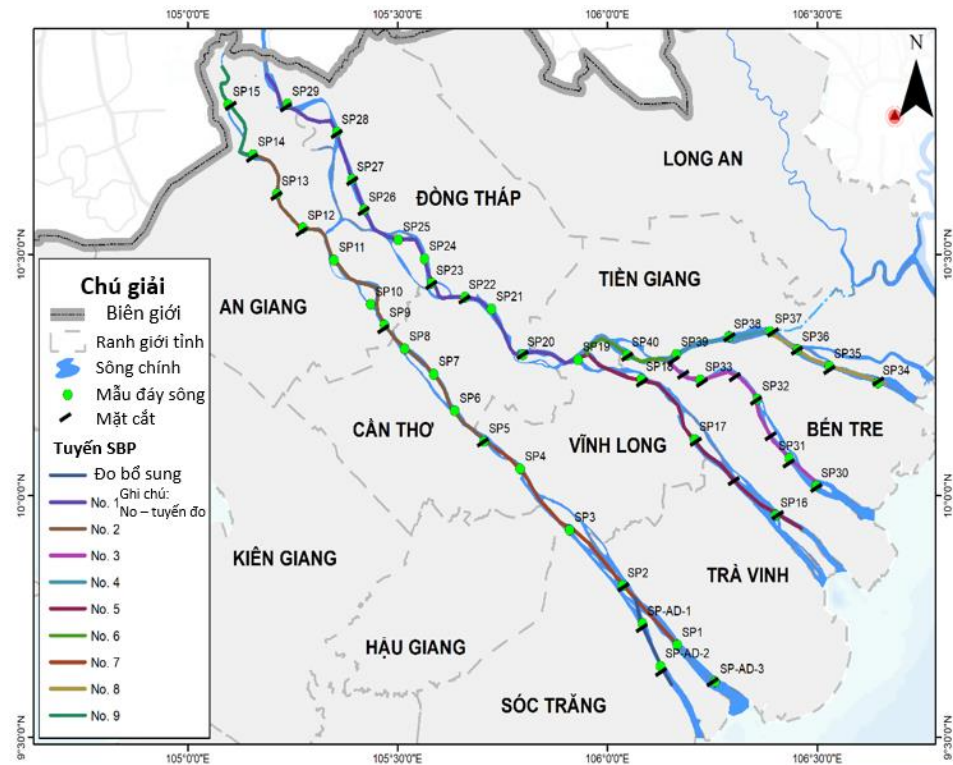 105°0'0"E
105°30'0"E
106°0'0"E
106°30'0"E
N
SP15
SP29
SP28
SP14
LONG AN
SP27
SP13
ĐỒNG THÁP
SP26
SP12
SP25
SP24
SP11
10°30'0"N
10°30'0"N
SP23
TIỀN GIANG
SP22
SP10
SP21
AN GIANG
SP9
SP38
SP37
SP8
SP36
SP20
SP19
SP40
SP39
SP35
SP7
SP18
SP33
SP34
SP6
SP32
CẦN THƠ
SP5
VĨNH LONG
SP17
BẾN TRE
SP4
SP31
SP30
10°0'0"N
10°0'0"N
SP3
SP16
KIÊN GIANG
TRÀ VINH
SP2
SP-AD-1
SP1
HẬU GIANG
SP-AD-2
SP-AD-3
SÓC TRĂNG
9°30'0"N
9°30'0"N
105°0'0"E
105°30'0"E
106°0'0"E
106°30'0"E
Chú giải
Biên giới
Ranh giới tỉnh
Sông chính
Mẫu đáy sông
Mặt cắt
Tuyến SBP
Đo bổ sung
No. 1
Ghi chú:
No – tuyến đo
No. 2
No. 3
No. 4
No. 5
No. 6
No. 7
No. 8
No. 9